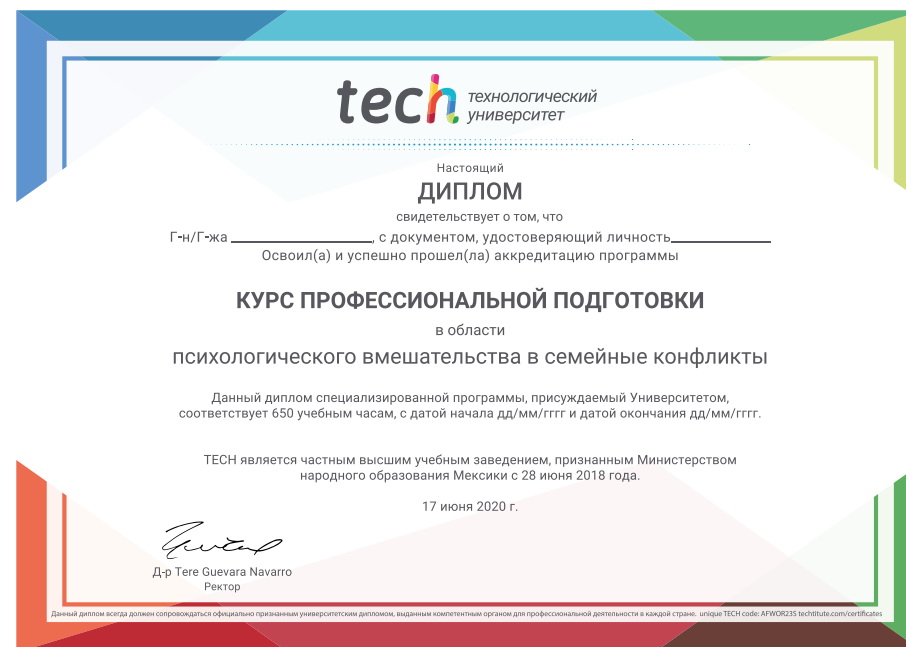 tech технологический университет
Настоящий
ДИПЛОМ
свидетельствует о том, что
Г-н/Г-жа ____________________, с документом, удостоверяющий личность______________
Освоил(а) и успешно прошел(ла) аккредитацию программы
КУРС ПРОФЕССИОНАЛЬНОЙ ПОДГОТОВКИ
в области
психологического вмешательства в семейные конфликты
Данный диплом специализированной программы, присуждаемый Университетом,
соответствует 650 учебным часам, с датой начала дд/мм/гггг и датой окончания дд/мм/гггг.
TECH является частным высшим учебным заведением, признанным Министерством
народного образования Мексики с 28 июня 2018 года.
17 июня 2020 г.
Д-р Tere Guevara Navarro
Ректор
Данный диплом всегда должен сопровождаться официально признанным университетским дипломом, выданным компетентным органом для профессиональной деятельности в каждой стране. unique TECH code: AFWOR235 techtitute.com/certificates